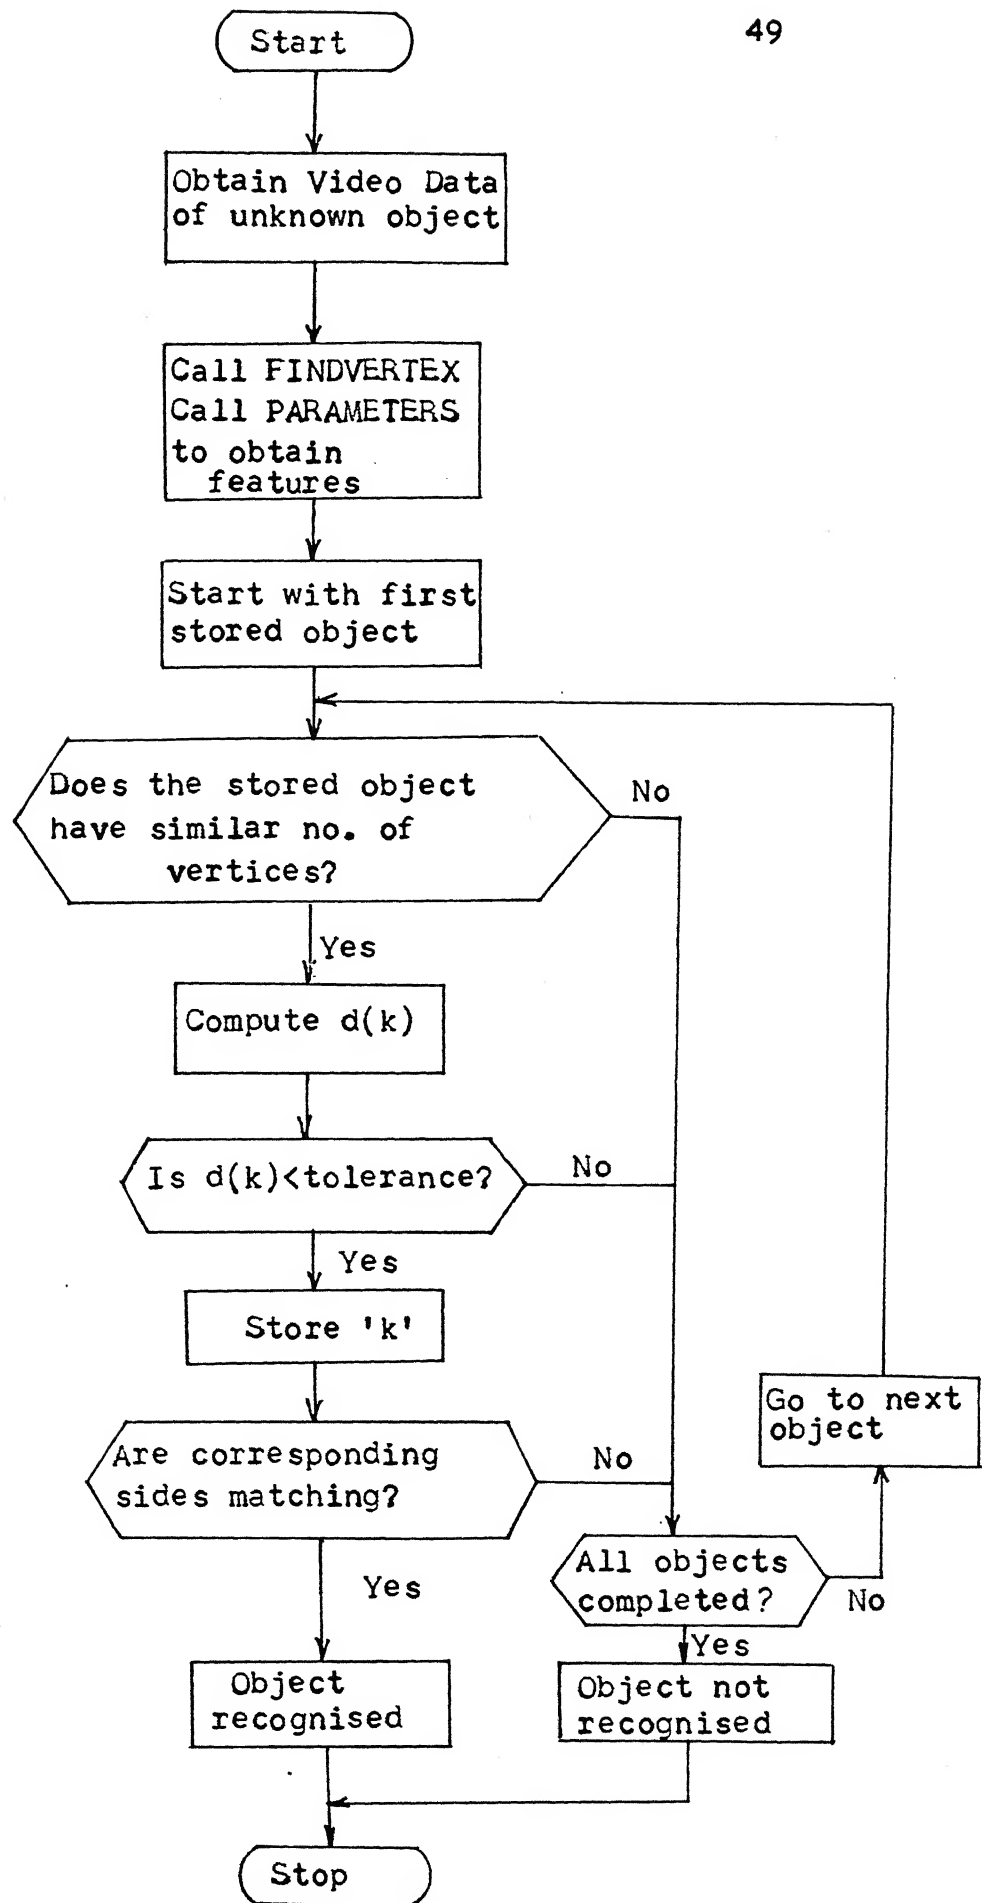 49
Start
Obtain Video Data
of unknown object
Call FINDVERTEX
Call PARAMETERS
to obtain
features
Start with first
stored object
Does the stored object
have similar no. of
vertices?
No
Yes
Compute d(k)
Is d(k)<tolerance?
No
Yes
Store 'k'
Are corresponding
sides matching?
No
Yes
Go to next
object
All objects
completed?
No
Yes
Object
recognised
Object not
recognised
Stop